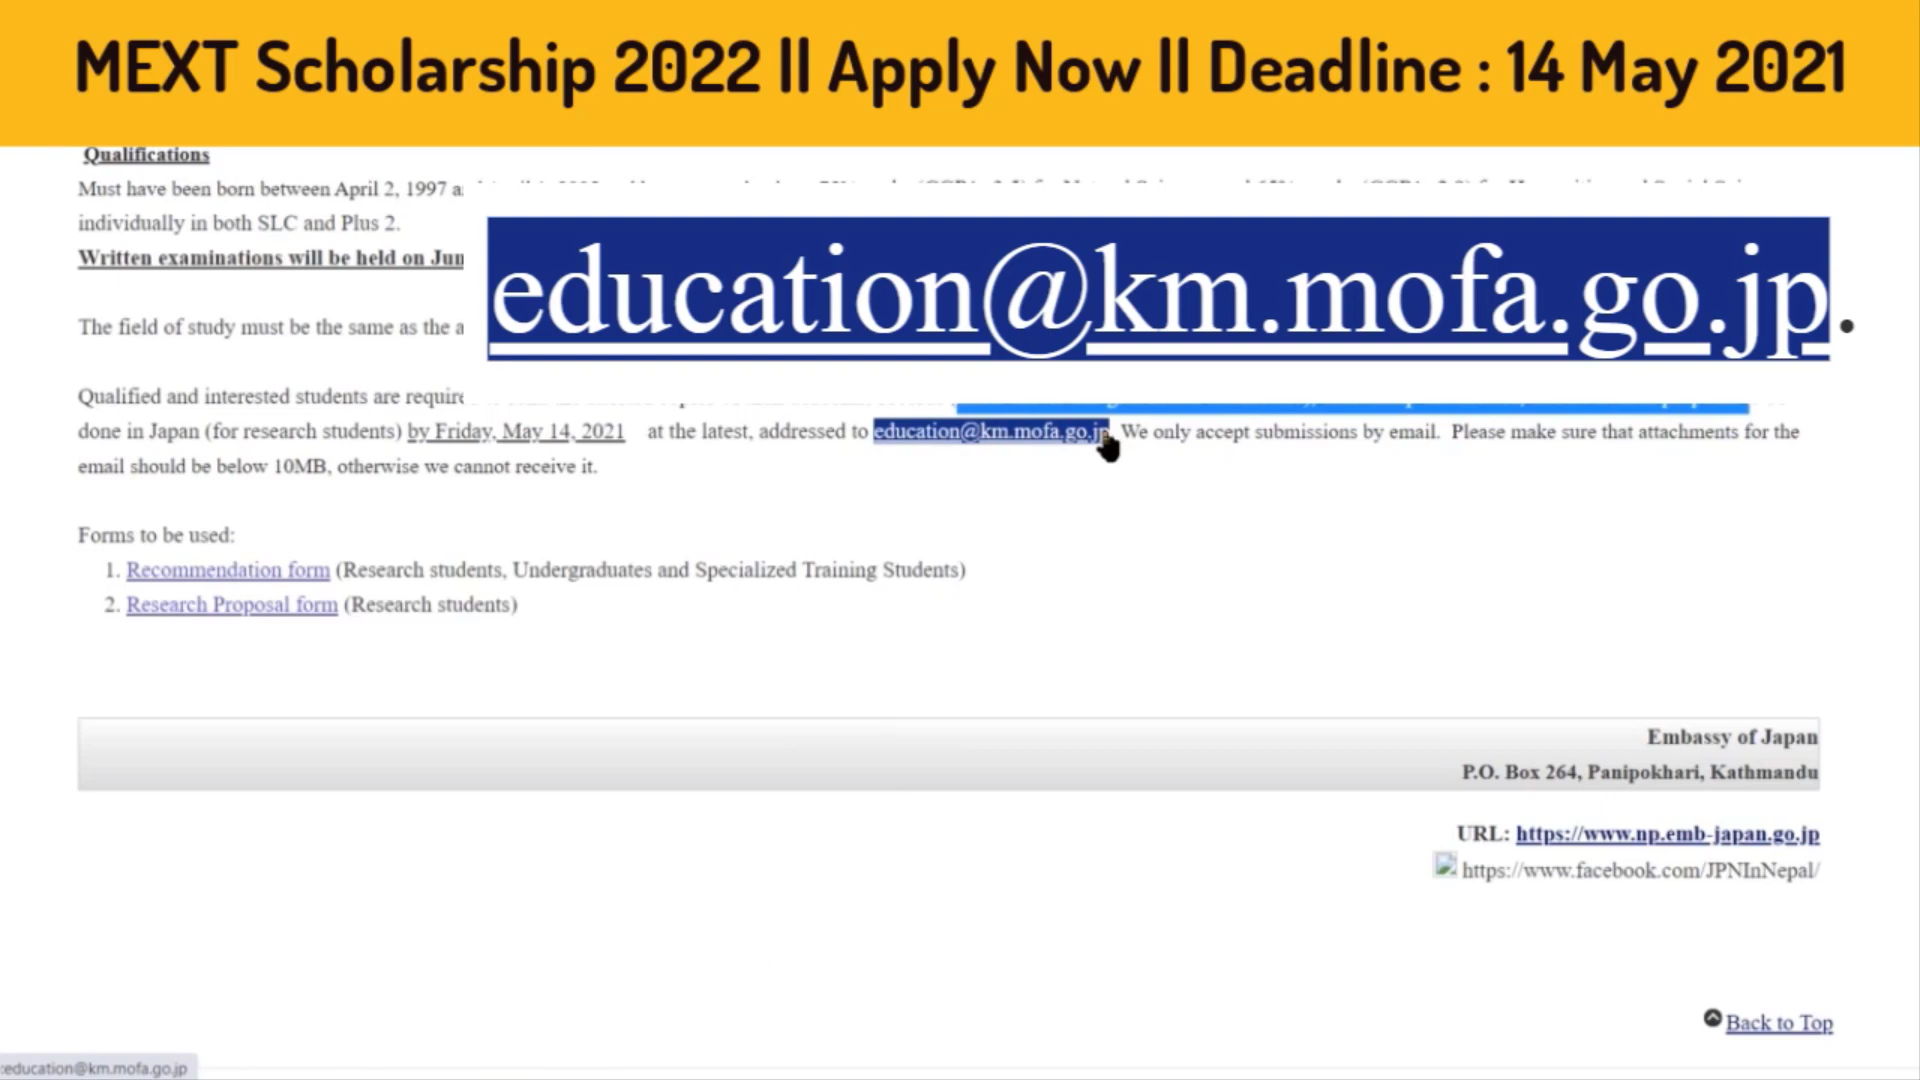 MEXT Scholarship 2022 || Apply Now || Deadline : 14 May 2021
Qualifications
Must have been born between April 2, 1997
individually in both SLC and Plus 2.
Written examinations will be held on
education@km.mofa.go.jp.
The field of study must be the same as the
Qualified and interested students are
done in Japan (for research students) by Friday, May 14, 2021 at the latest, addressed to education@km.mofa.go.jp We only accept submissions by email. Please make sure that attachments for the
email should be below 10MB, otherwise we cannot receive it.
Forms to be used:
1. Recommendation form (Research students, Undergraduates and Specialized Training Students)
2. Research Proposal form (Research students)
Embassy of Japan
P.O. Box 264, Panipokhari, Kathmandu
URL: https://www.np.emb-japan.go.jp
https://www.facebook.com/JPNInNepal/
Back to Top
:education@km.mofa.go.jp